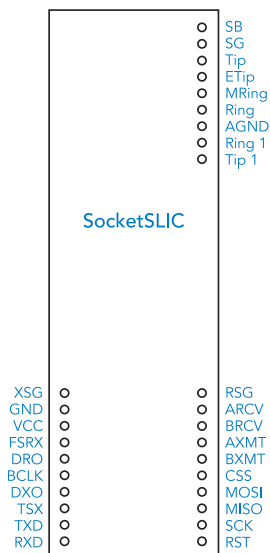 SB
SG
Tip
ETip
MRing
Ring
AGND
Ring 1
Tip 1
SocketSLIC
XSG
GND
VCC
FSRX
DRO
BCLK
DXO
TSX
TXD
RXD
RSG
ARCV
BRCV
AXMT
BXMT
CSS
MOSI
MISO
SCK
RST